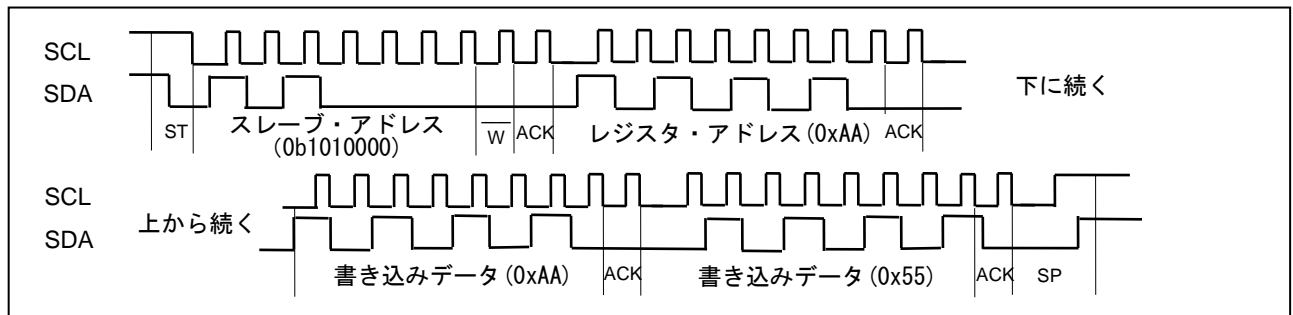 SCL
SDA
下に続く
ST
スレーブ・アドレス
(0b1010000)
W
ACK
レジスタ・アドレス(0xAA)
ACK
SCL
SDA
上から続く
書き込みデータ(0xAA)
ACK
書き込みデータ(0x55)
ACK
SP